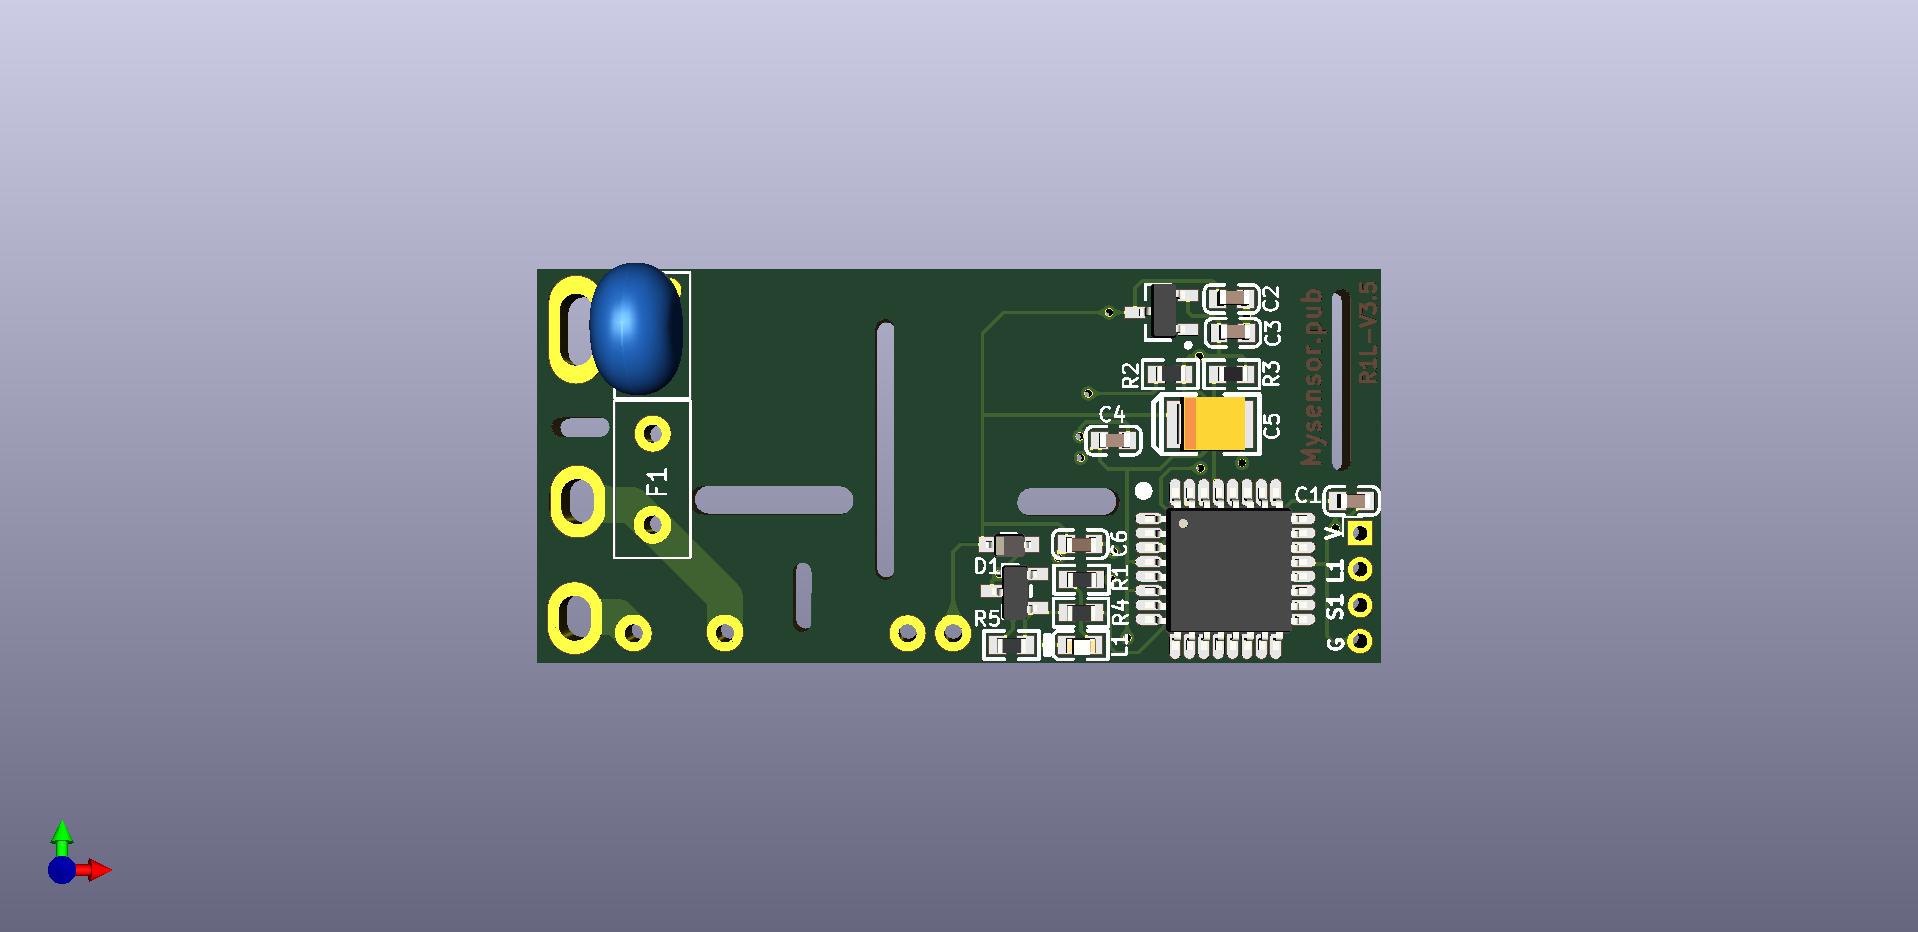 C2
C3
R2
R3
C4
C5
F1
C1
C6
D1
R1
R4
R5
L1
V
L1
S1
G
Mysensor.pub
R1L-V3.5